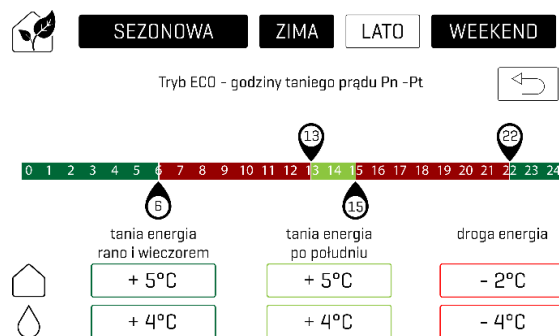 SEZONOWA ZIMA LATO WEEKEND
Tryb ECO - godziny taniego prądu Pn -Pt
13 22
0 1 2 3 4 5 6 7 8 9 10 11 12 13 14 15 16 17 18 19 20 21 22 23 24
6 15
tania energia tania energia droga energia
rano i wieczorem po południu
+ 5°C + 5°C - 2°C
+ 4°C + 4°C - 4°C